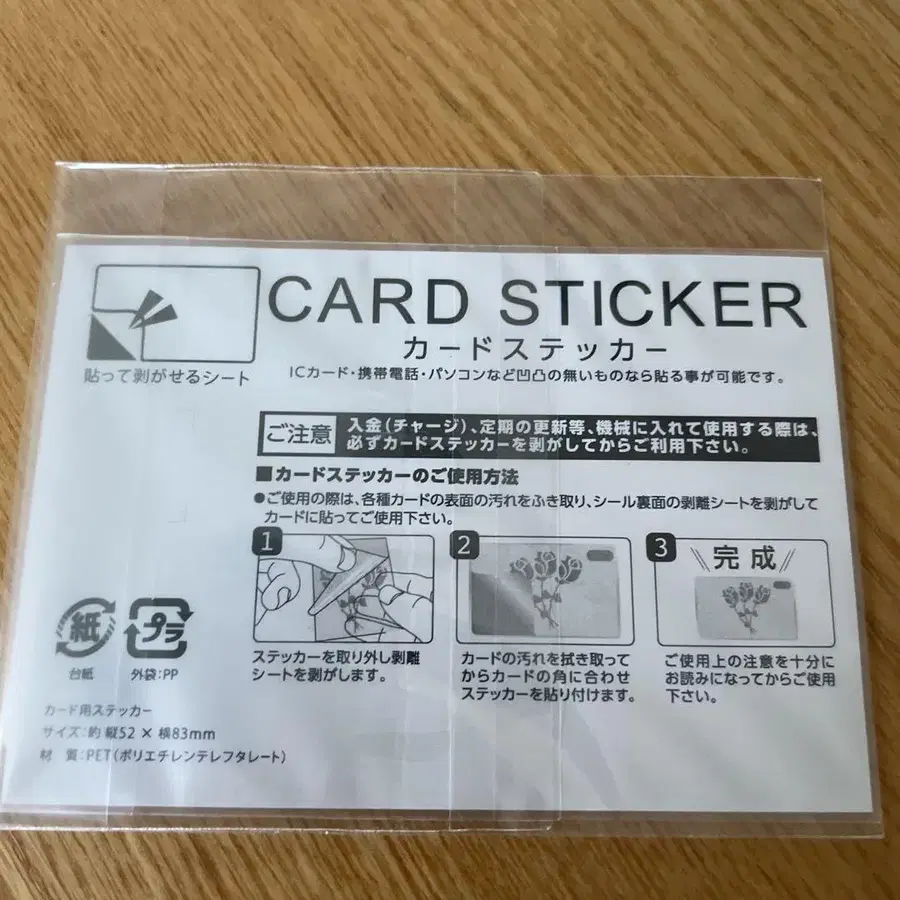 CARD STICKER
カードステッカー
貼って剥がせるシート
ICカード・携帯電話・パソコンなど凹凸の無いものなら貼る事が可能です。
ご注意
入金(チャージ)、定期の更新等、機械に入れて使用する際は、
必ずカードステッカーを剥がしてからご利用下さい。
■カードステッカーのご使用方法
●ご使用の際は、各種カードの表面の汚れをふき取り、シール裏面の剥離シートを剥がして
カードに貼ってご使用下さい。
1
ステッカーを取り外し剥離
シートを剥がします。
2
カードの汚れを拭き取って
からカードの角に合わせ
ステッカーを貼り付けます。
3
完成
ご使用上の注意を十分に
お読みになってからご使用
下さい。
紙
台紙
プラ
外袋:PP
カード用ステッカー
サイズ:約 縦52 × 横83mm
材 質:PET(ポリエチレンテレフタレート)